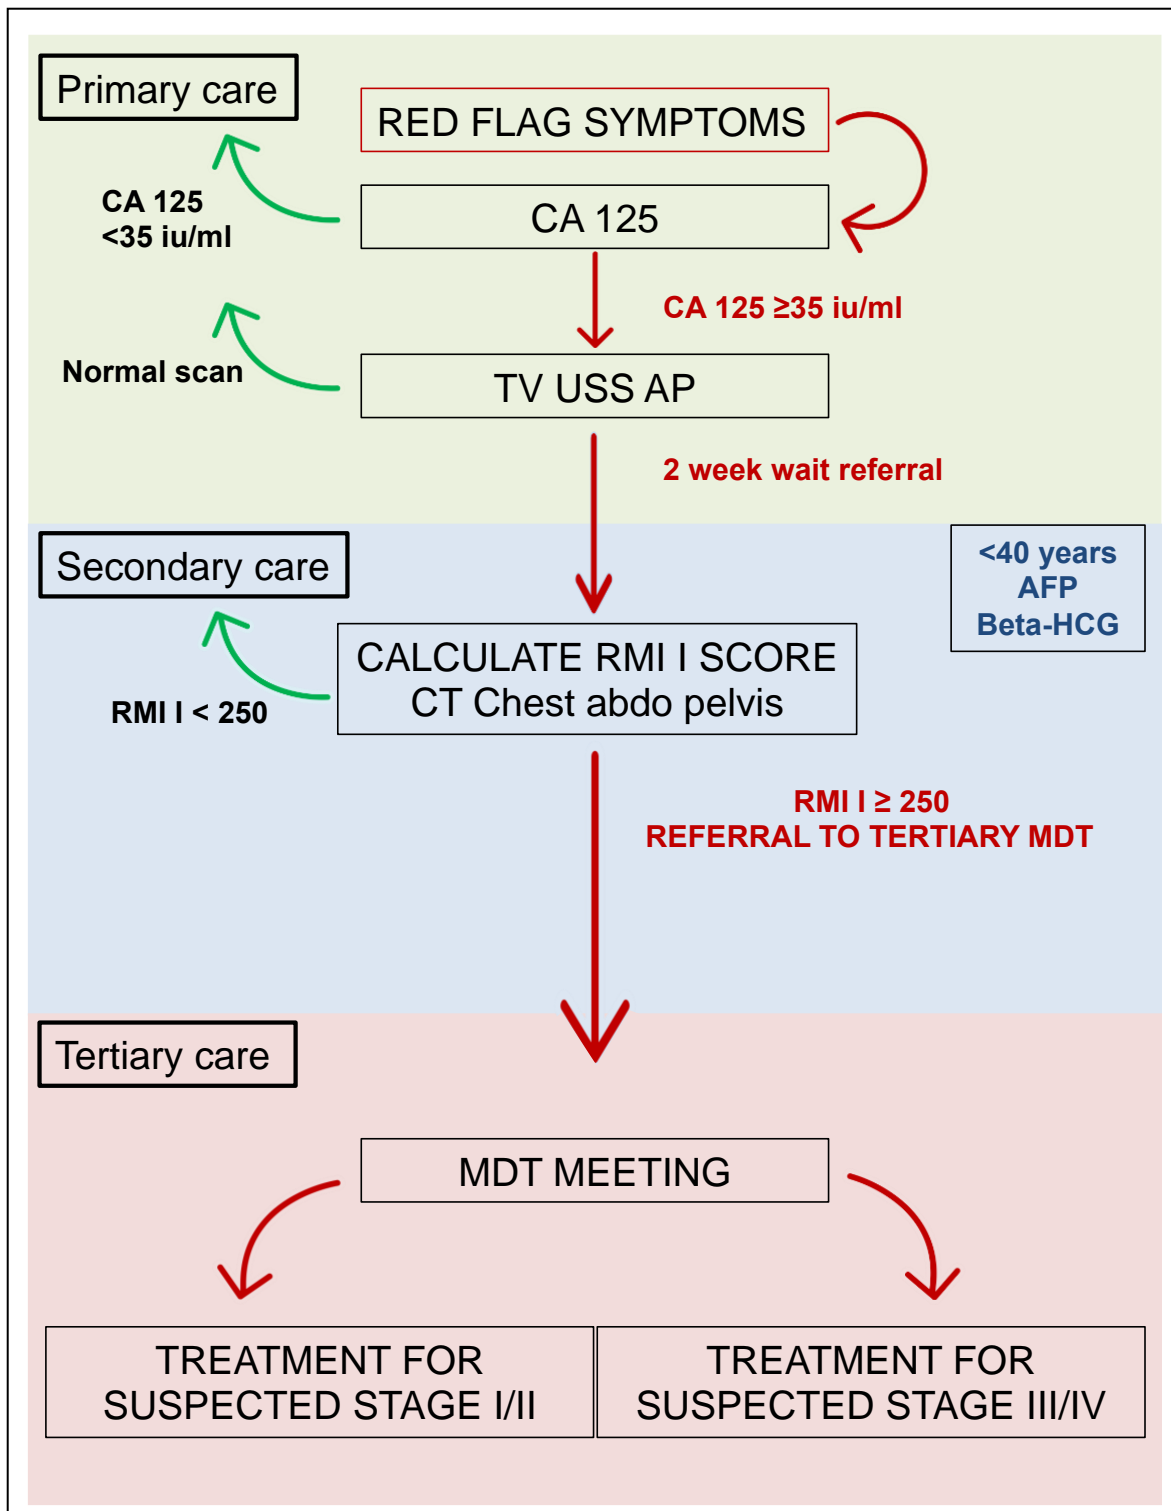 Primary care
RED FLAG SYMPTOMS
CA 125
<35 iu/ml
CA 125
CA 125 ≥35 iu/ml
Normal scan
TV USS AP
2 week wait referral
Secondary care
<40 years
AFP
Beta-HCG
CALCULATE RMI I SCORE
CT Chest abdo pelvis
RMI I < 250
RMI I ≥ 250
REFERRAL TO TERTIARY MDT
Tertiary care
MDT MEETING
TREATMENT FOR
SUSPECTED STAGE I/II
TREATMENT FOR
SUSPECTED STAGE III/IV